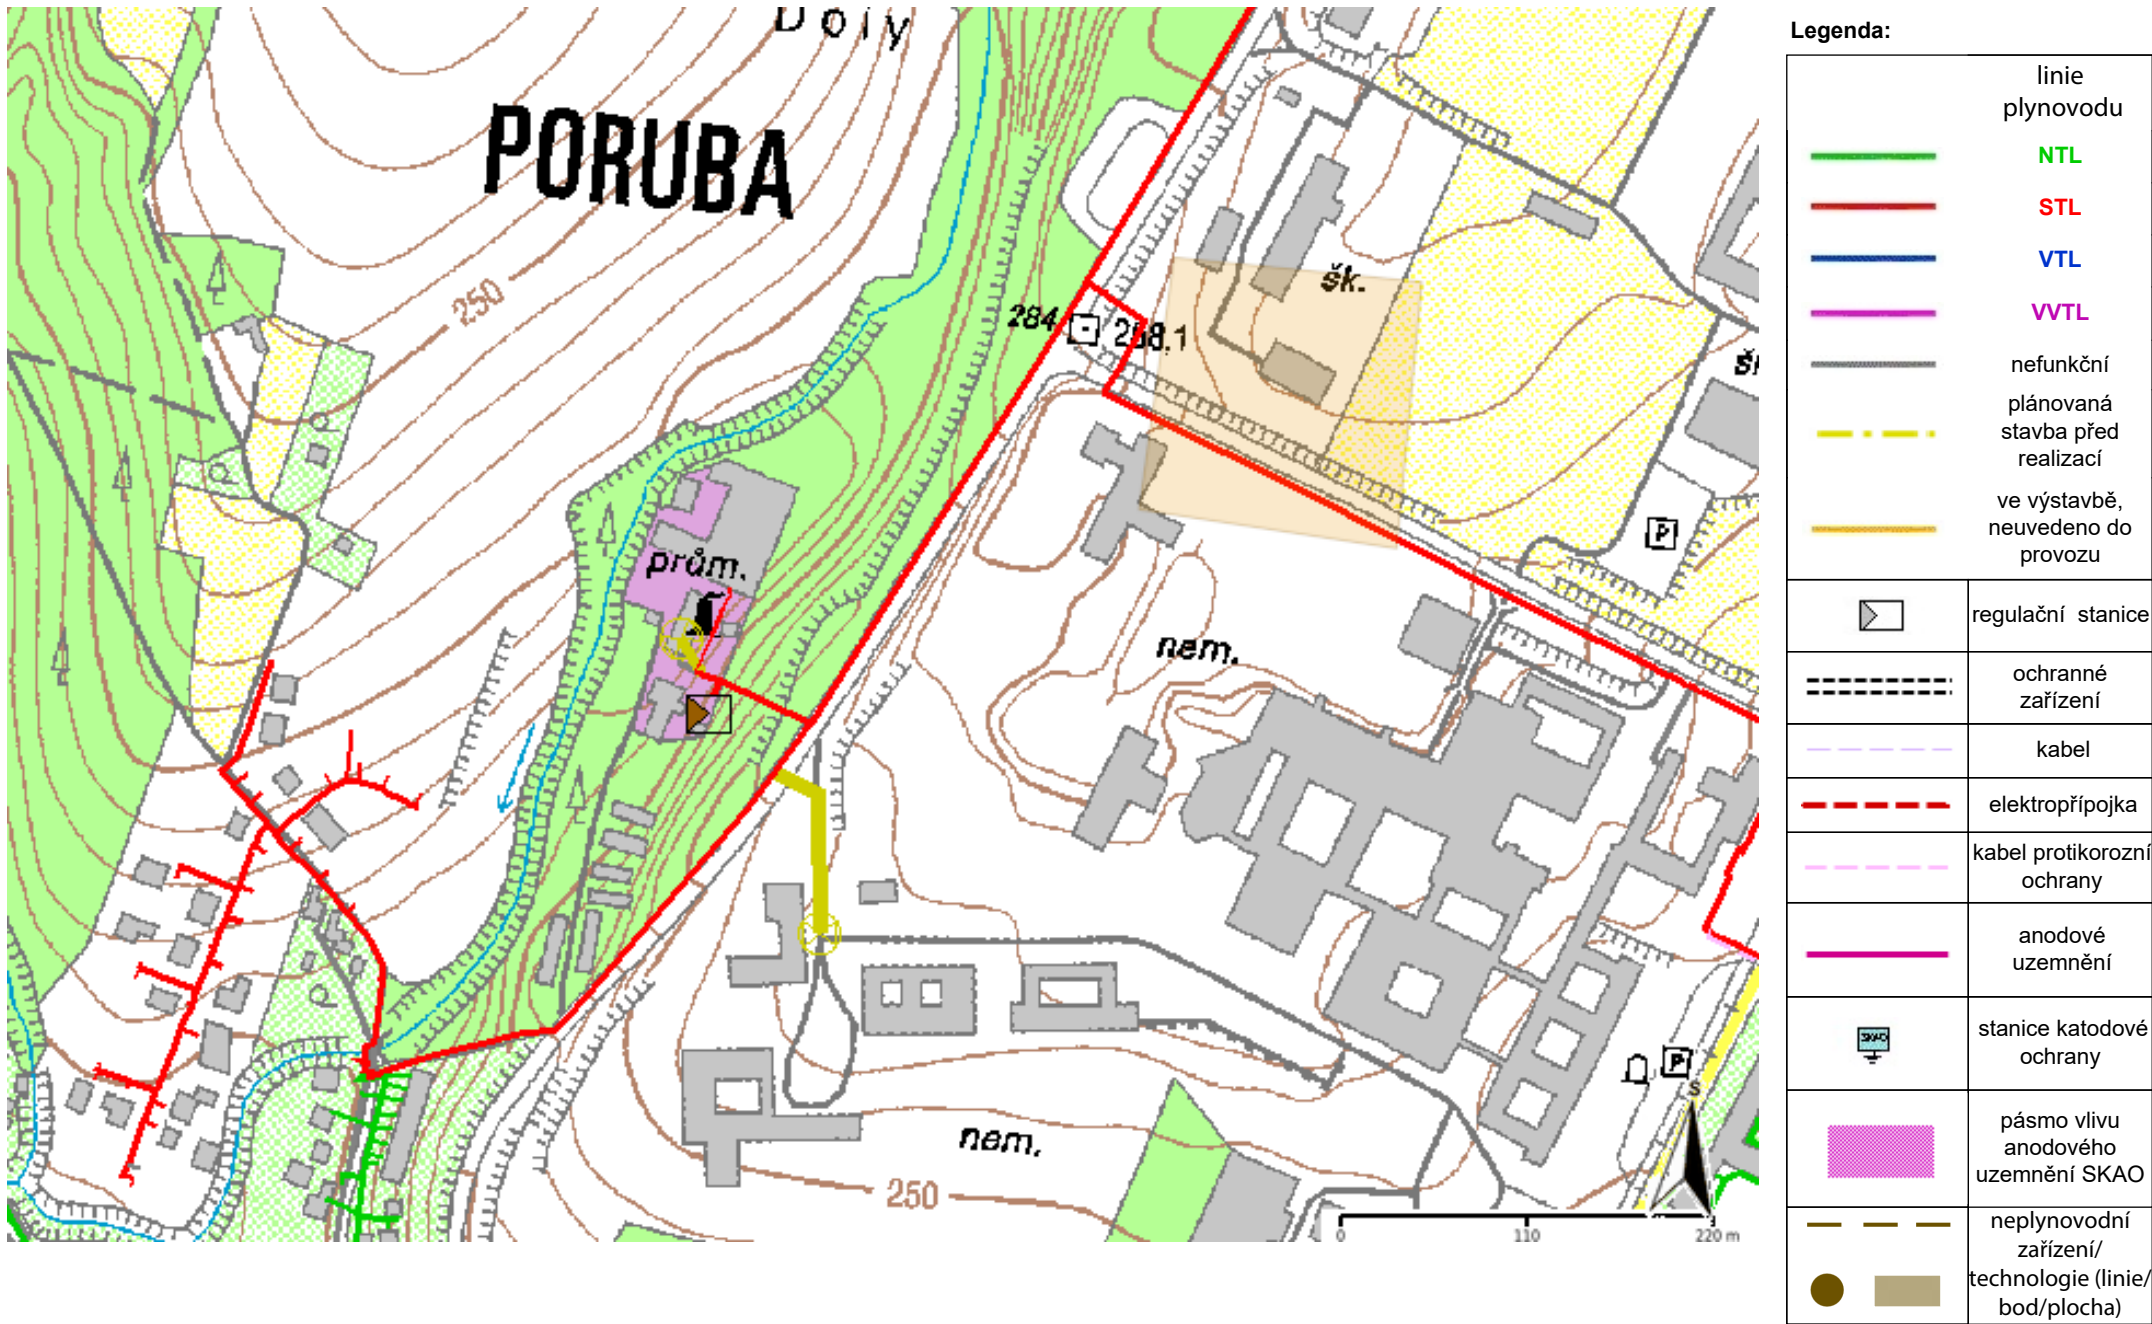 Doly
PORUBA
250
šk.
284
258.1
prům.
nem.
nem.
250
P
P
S
0
110
220 m
Legenda:
linie
plynovodu
NTL
STL
VTL
VVTL
nefunkční
plánovaná
stavba před
realizací
ve výstavbě,
neuvedeno do
provozu
regulační stanice
ochranné
zařízení
kabel
elektropřípojka
kabel protikorozní
ochrany
anodové
uzemnění
SKAO
stanice katodové
ochrany
pásmo vlivu
anodového
uzemnění SKAO
neplynovodní
zařízení/
technologie (linie/
bod/plocha)